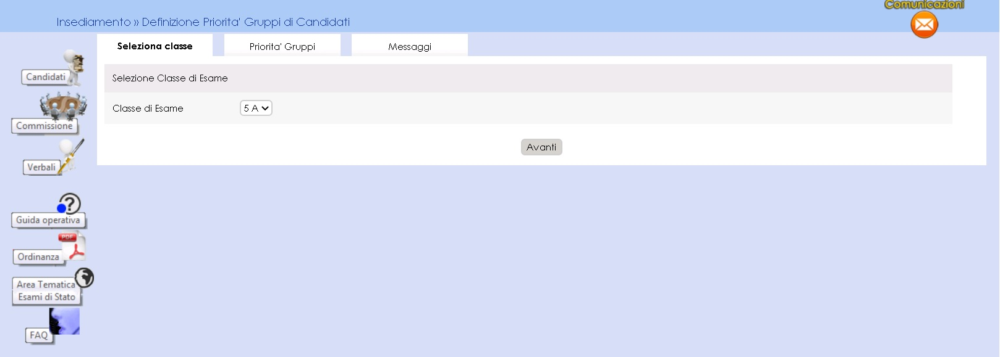 Comunicazioni
Insediamento » Definizione Priorita' Gruppi di Candidati
Seleziona classe
Priorita' Gruppi
Messaggi
Selezione Classe di Esame
Classe di Esame
5 A
Avanti
Candidati
Commissione
Verbali
Guida operativa
PDF
Ordinanza
Area Tematica
Esami di Stato
FAQ